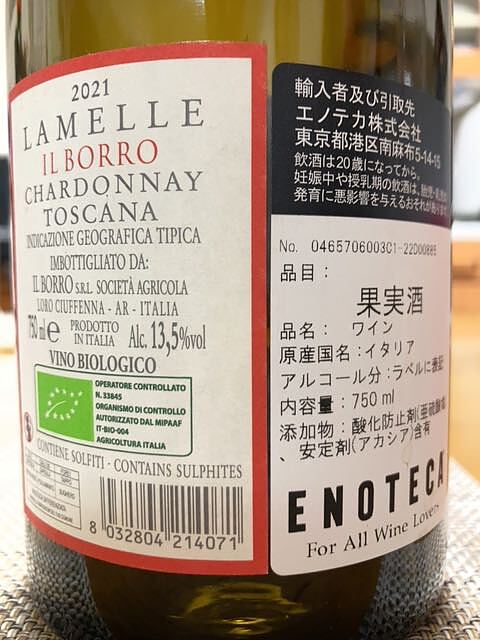 2021
LAMELLE
IL BORRO
CHARDONNAY
TOSCANA
INDICAZIONE GEOGRAFICA TIPICA
IMBOTTIGLIATO DA:
IL BORRO S.R.L. SOCIETÀ AGRICOLA
LORO CIUFFENNA - AR - ITALIA
750 ml e PRODOTTO IN ITALIA Alc. 13,5%vol
VINO BIOLOGICO
OPERATORE CONTROLLATO
N. 33845
ORGANISMO DI CONTROLLO
AUTORIZZATO DAL MIPAAF
IT-BIO-004
AGRICOLTURA ITALIA
CONTIENE SOLFITI - CONTAINS SULPHITES
8 032804 214071
輸入者及び引取先
エノテカ株式会社
東京都港区南麻布5-14-15
飲酒は20歳になってから。
妊娠中や授乳期の飲酒は、胎児・
発育に悪影響を与えるおそれがあります
No. 0465706003C1-22D00885
品目：
果実酒
品名： ワイン
原産国名：イタリア
アルコール分：ラベルに表記
内容量：750 ml
添加物：酸化防止剤(亜硫酸塩)
、安定剤(アカシア)含有
ENOTECA
For All Wine Lovers